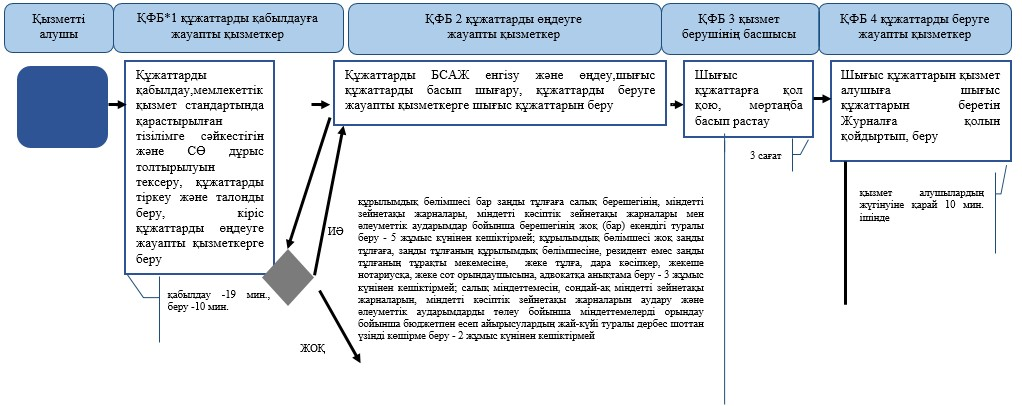 Қызметті
алушы
ҚФБ*1 құжаттарды қабылдауға
жауапты қызметкер
ҚФБ 2 құжаттарды өңдеуге
жауапты қызметкер
ҚФБ 3 қызмет
берушінің басшысы
ҚФБ 4 құжаттарды беруге
жауапты қызметкер
Құжаттарды
қабылдау,мемлекеттік
қызмет стандартында
қарастырылған
тізілімге сәйкестігін
және СӨ дұрыс
толтырылуын
тексеру, құжаттарды
тіркеу және талонды
беру, кіріс
құжаттарды өңдеуге
жауапты қызметкерге
беру
Құжаттарды БСАЖ енгізу және өңдеу,шығыс
құжаттарды басып шығару, құжаттарды беруге
жауапты қызметкерге шығыс құжаттарын беру
Шығыс
құжаттарға қол
қою, мөртаңба
басып растау
Шығыс құжаттарын қызмет
алушыға шығыс
құжаттарын беретін
Журналға қолын
қойдыртып, беру
3 сағат
қызмет алушылардың
жүгінуіне қарай 10 мин.
ішінде
құрылымдық бөлімшесі бар заңды тұлғаға салық берешегінің, міндетті
зейнетақы жарналары, міндетті кәсіптік зейнетақы жарналары мен
әлеуметтік аударымдар бойынша берешегінің жоқ (бар) екендігі туралы
беру - 5 жұмыс күнінен кешіктірмей; құрылымдық бөлімшесі жоқ заңды
тұлғаға, заңды тұлғаның құрылымдық бөлімшесіне, резидент емес заңды
тұлғаның тұрақты мекемесіне, жеке тұлға, дара кәсіпкер, жекеше
нотариусқа, жеке сот орындаушысына, адвокатқа анықтама беру - 3 жұмыс
күнінен кешіктірмей; салық міндеттемесін, сондай-ақ міндетті зейнетақы
жарналарын, міндетті кәсіптік зейнетақы жарналарын аудару және
әлеуметтік аударымдарды төлеу бойынша міндеттемелерді орындау
бойынша бюджетпен есеп айырысулардың жай-күйі туралы дербес шоттан
үзінді көшірме беру - 2 жұмыс күнінен кешіктірмей
ИӘ
қабылдау -19 мин.,
беру -10 мин.
ЖОҚ